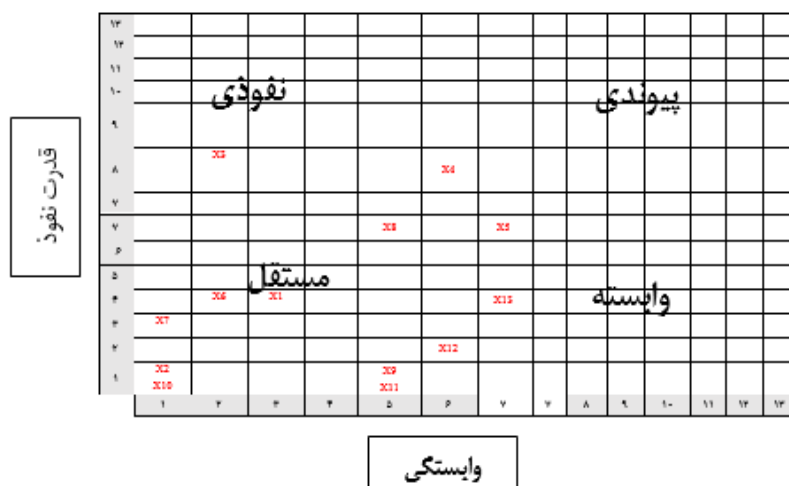 ۱۳
۱۲
۱۱
۱۰
نفوذی
پیوندی
۹
قدرت نفوذ
X3
۸
X4
۷
۷
X8
X5
۶
۵
مستقل
۴
X6
X1
X13
وابسته
۳
X7
۲
X12
X2
X9
۱
X10
X11
۱ ۲ ۳ ۴ ۵ ۶ ۷ ۷ ۸ ۹ ۱۰ ۱۱ ۱۲ ۱۳
وابستگی